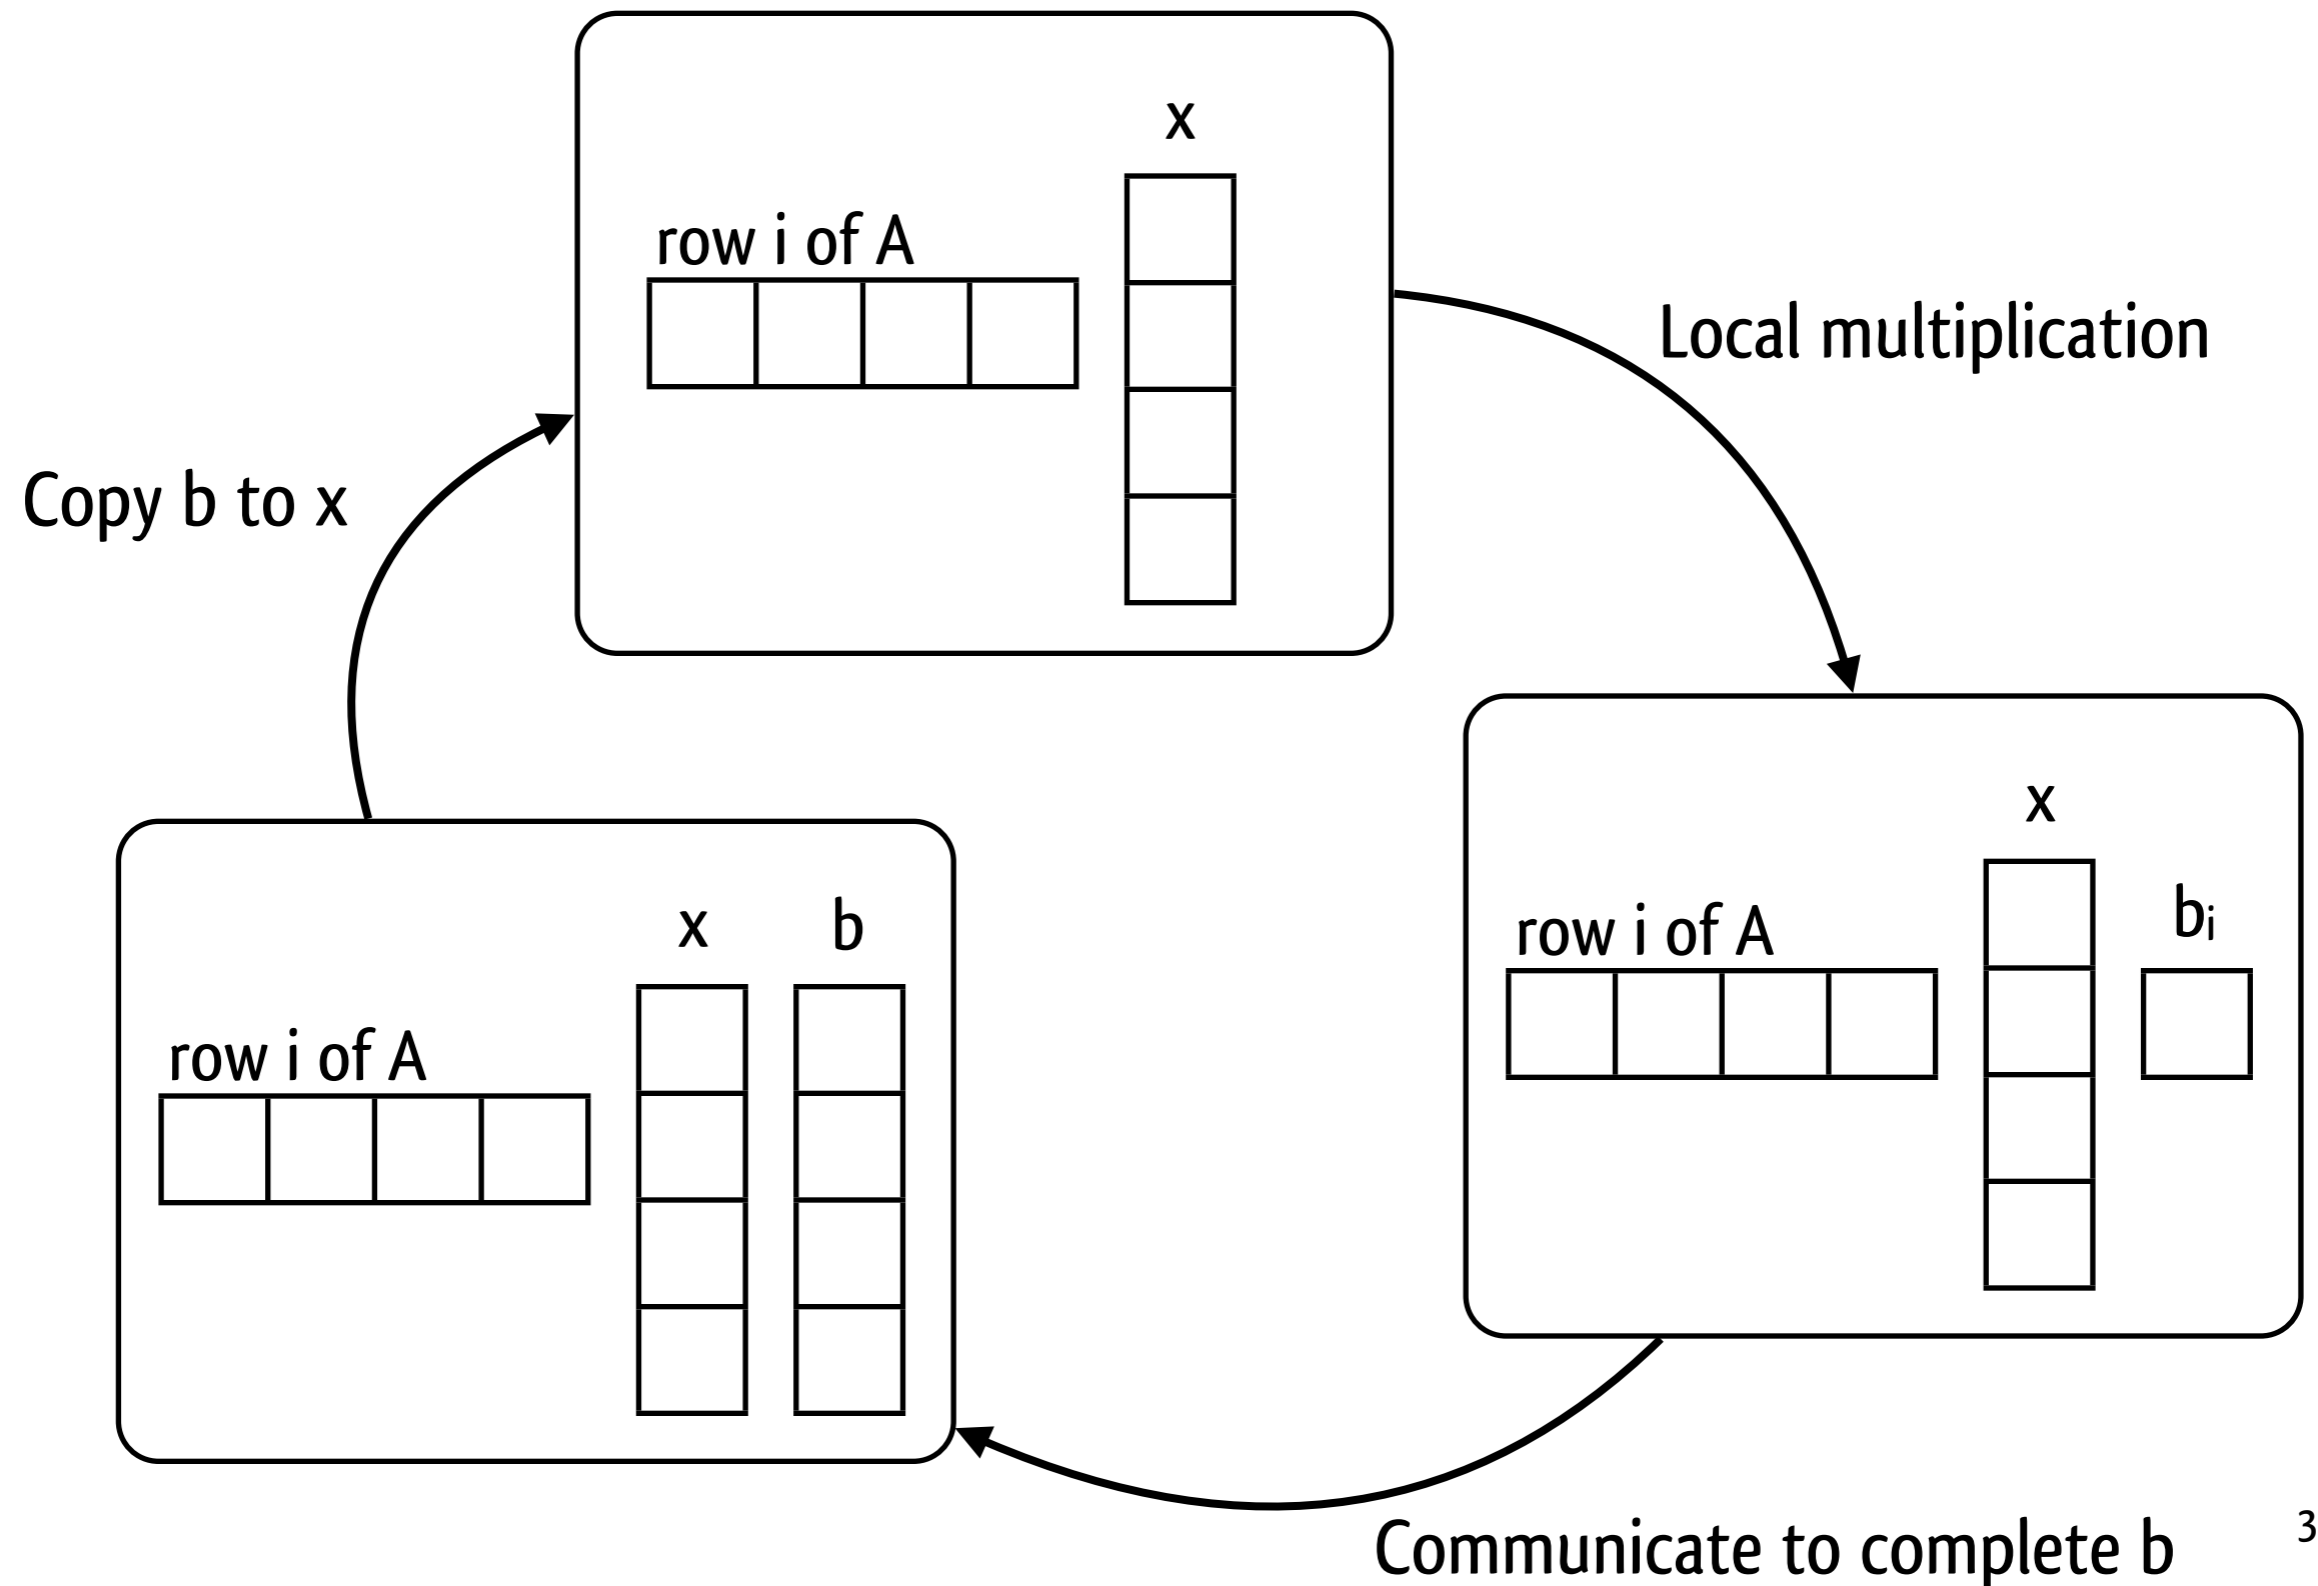 x
row i of A
Local multiplication
Copy b to x
x
bᵢ
row i of A
x
b
row i of A
Communicate to complete b
3